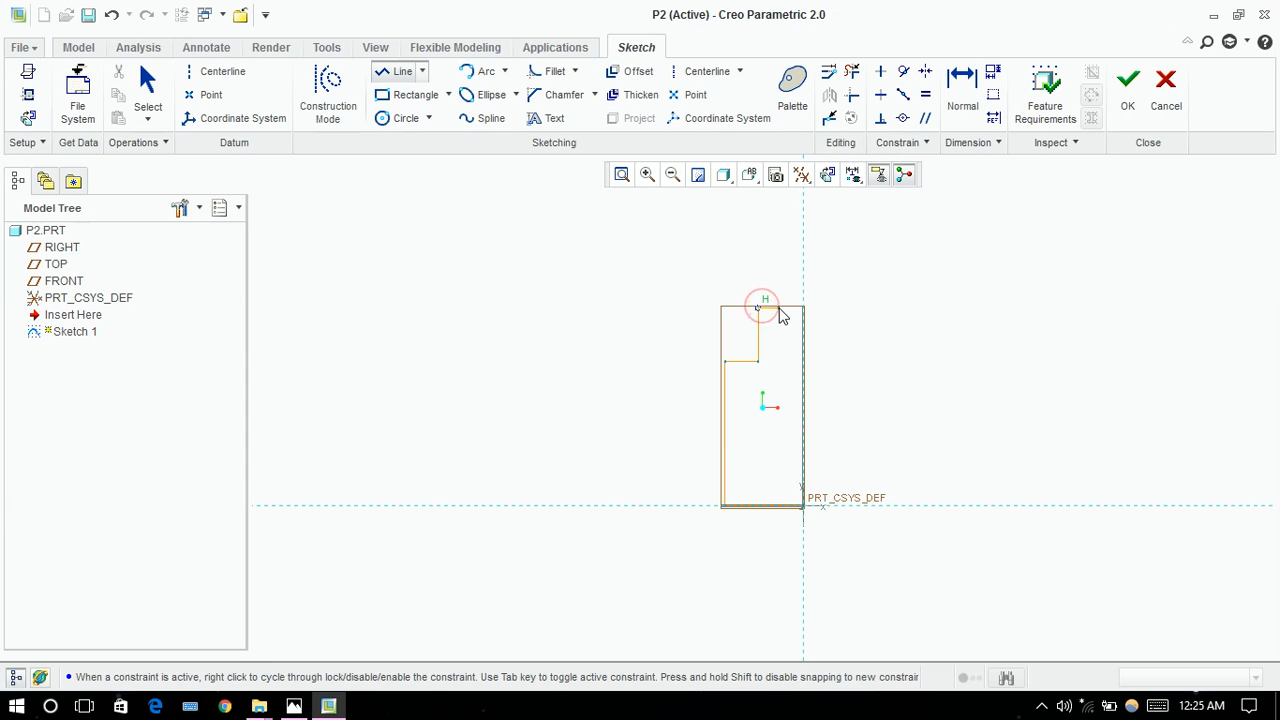 P2 (Active) - Creo Parametric 2.0
File Model Analysis Annotate Render Tools View Flexible Modeling Applications Sketch
Centerline Line Arc Fillet Offset Centerline
Point Rectangle Ellipse Chamfer Thicken Point
Coordinate System Circle Spline Text Project Coordinate System
File System Select Construction Mode Palette Normal Feature Requirements OK Cancel
Setup Get Data Operations Datum Sketching Editing Constrain Dimension Inspect Close
Model Tree
P2.PRT
RIGHT
TOP
FRONT
PRT_CSYS_DEF
Insert Here
Sketch 1
H
Y
PRT_CSYS_DEF
X
When a constraint is active, right click to cycle through lock/disable/enable the constraint. Use Tab key to toggle active constraint. Press and hold Shift to disable snapping to new constrair
12:25 AM